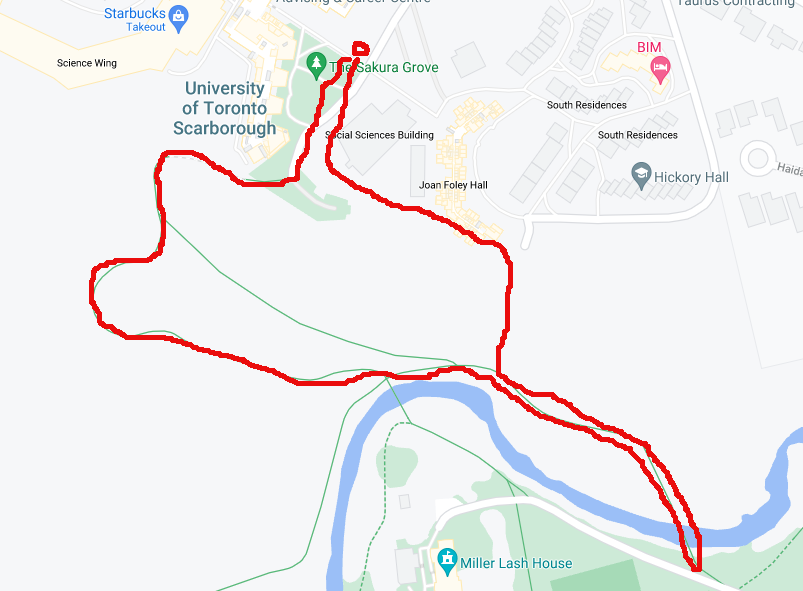 Advising & Career Centre
Taurus Contracting
Starbucks
Takeout
BIM
Science Wing
The Sakura Grove
University
of Toronto
Scarborough
South Residences
Social Sciences Building
South Residences
Joan Foley Hall
Hickory Hall
Haida
Miller Lash House